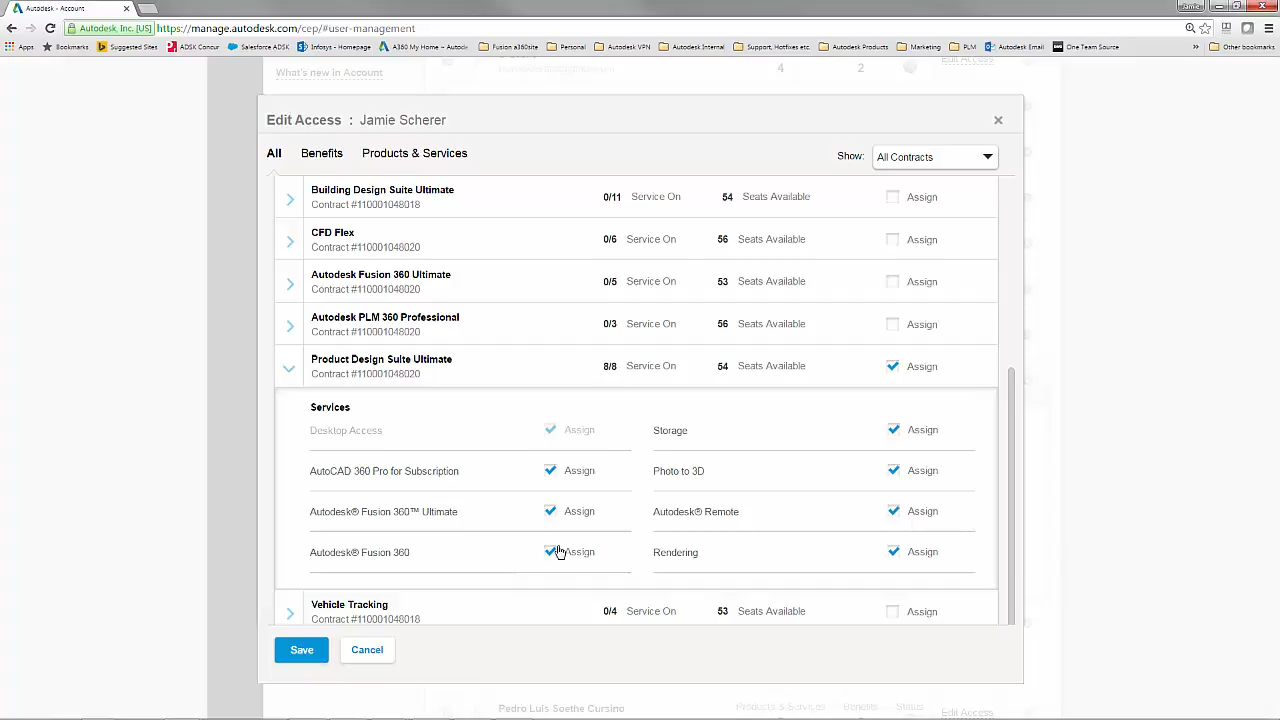 Autodesk - Account
Jamie
Autodesk, Inc. [US] https://manage.autodesk.com/cep/#user-management
Apps Bookmarks Suggested Sites ADSK Concur Salesforce ADSK Infosys - Homepage A360 My Home - Autode Fusion a360site Personal Autodesk VPN Autodesk Internal Support, Hotfixes etc. Autodesk Products Marketing PLM Autodesk Email One Team Source » Other bookmarks
What's new in Account
4 2 Edit Access
Edit Access : Jamie Scherer
All Benefits Products & Services Show: All Contracts
Building Design Suite Ultimate 0/11 Service On 54 Seats Available Assign
Contract #110001048018
CFD Flex 0/6 Service On 56 Seats Available Assign
Contract #110001048020
Autodesk Fusion 360 Ultimate 0/5 Service On 53 Seats Available Assign
Contract #110001048020
Autodesk PLM 360 Professional 0/3 Service On 56 Seats Available Assign
Contract #110001048020
Product Design Suite Ultimate 8/8 Service On 54 Seats Available Assign
Contract #110001048020
Services
Desktop Access Assign Storage Assign
AutoCAD 360 Pro for Subscription Assign Photo to 3D Assign
Autodesk® Fusion 360™ Ultimate Assign Autodesk® Remote Assign
Autodesk® Fusion 360 Assign Rendering Assign
Vehicle Tracking 0/4 Service On 53 Seats Available Assign
Contract #110001048018
Save Cancel
Pedro Luis Soethe Cursino Products & Services Benefits Status Edit Access